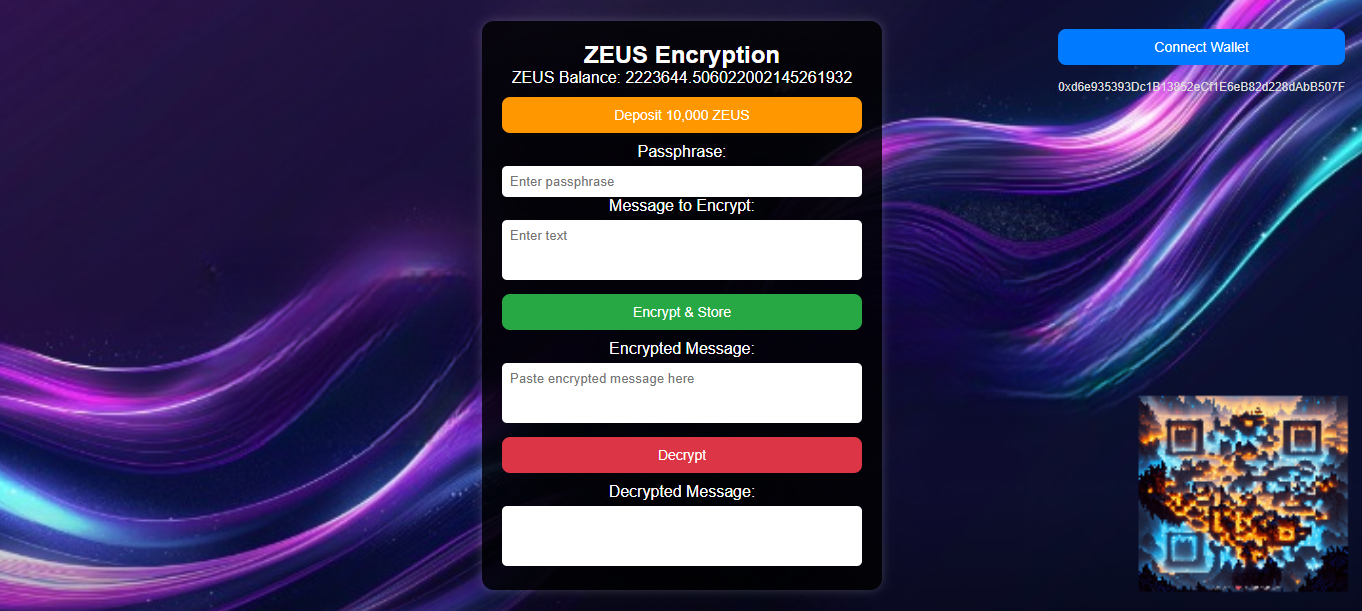 ZEUS Encryption
ZEUS Balance: 2223644.506022002145261932
Deposit 10,000 ZEUS
Passphrase:
Enter passphrase
Message to Encrypt:
Enter text
Encrypt & Store
Encrypted Message:
Paste encrypted message here
Decrypt
Decrypted Message:
Connect Wallet
0xd6e935393Dc1B13852eCf1E6eB82d228dAbB507F